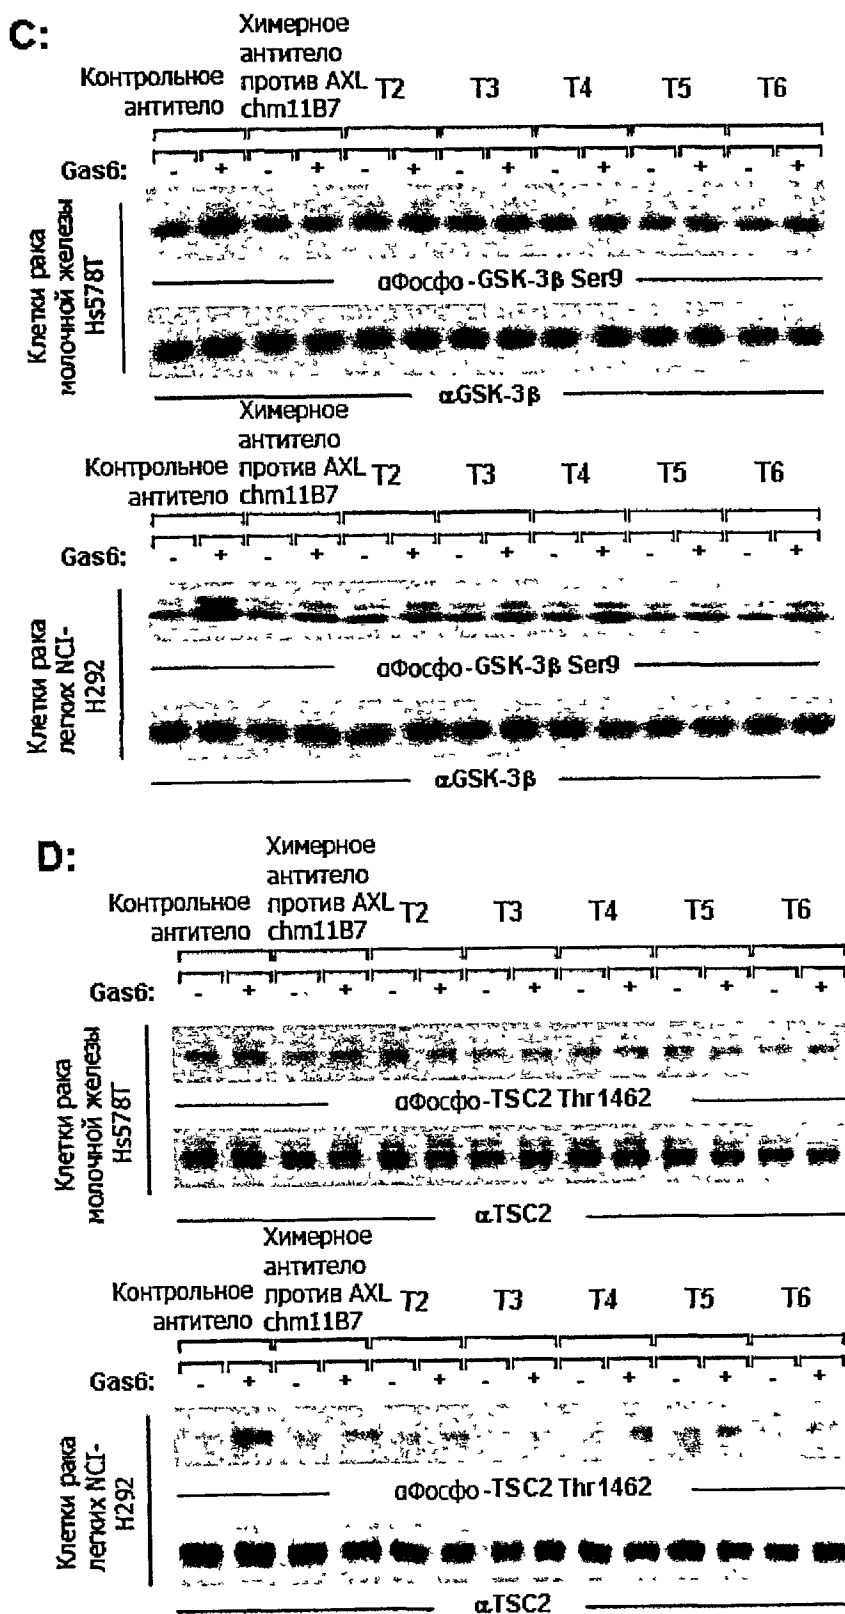 C:
Химерное
антитело
Контрольное против AXL T2 T3 T4 T5 T6
антитело chm11B7
Gas6: - + - + - + - + - + - + - +
Клетки рака
молочной железы
Hs578T
αФосфо-GSK-3β Ser9
αGSK-3β
Химерное
антитело
Контрольное против AXL T2 T3 T4 T5 T6
антитело chm11B7
Gas6: - + - + - + - + - + - + - +
Клетки рака
легких NCI-
H292
αФосфо-GSK-3β Ser9
αGSK-3β
D:
Химерное
антитело
Контрольное против AXL T2 T3 T4 T5 T6
антитело chm11B7
Gas6: - + - + - + - + - + - + - +
Клетки рака
молочной железы
Hs578T
αФосфо-TSC2 Thr1462
αTSC2
Химерное
антитело
Контрольное против AXL T2 T3 T4 T5 T6
антитело chm11B7
Gas6: - + - + - + - + - + - + - +
Клетки рака
легких NCI-
H292
αФосфо-TSC2 Thr1462
αTSC2